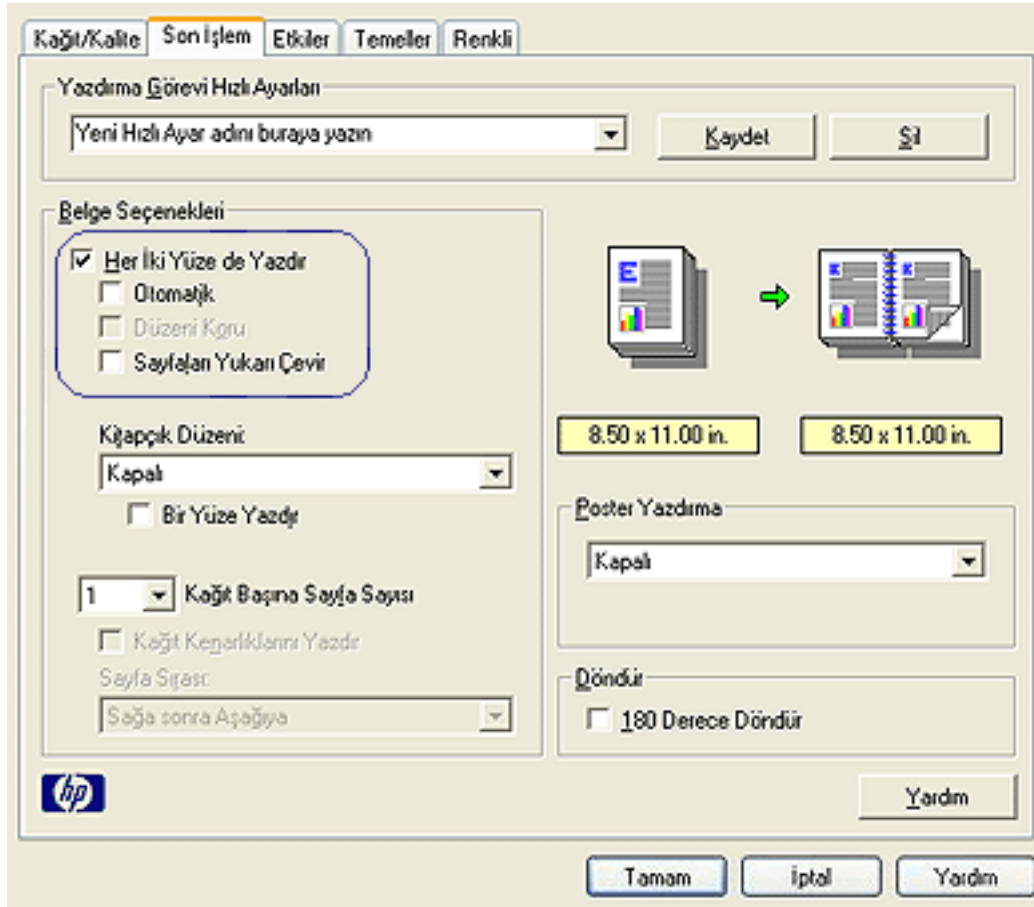 Kağıt/Kalite Son İşlem Etkiler Temeller Renkli
Yazdırma Görevi Hızlı Ayarları
Yeni Hızlı Ayar adını buraya yazın Kaydet Sil
Belge Seçenekleri
Her İki Yüze de Yazdır
Otomatik
Düzeni Koru
Sayfaları Yukarı Çevir
E
8.50 x 11.00 in. 8.50 x 11.00 in.
Kitapçık Düzeni:
Kapalı
Bir Yüze Yazdır
Poster Yazdırma
Kapalı
1 Kağıt Başına Sayfa Sayısı
Kağıt Kenarlıklarını Yazdır
Sayfa Sırası:
Sağa sonra Aşağıya
Döndür
180 Derece Döndür
hp
Yardım
Tamam İptal Yardım